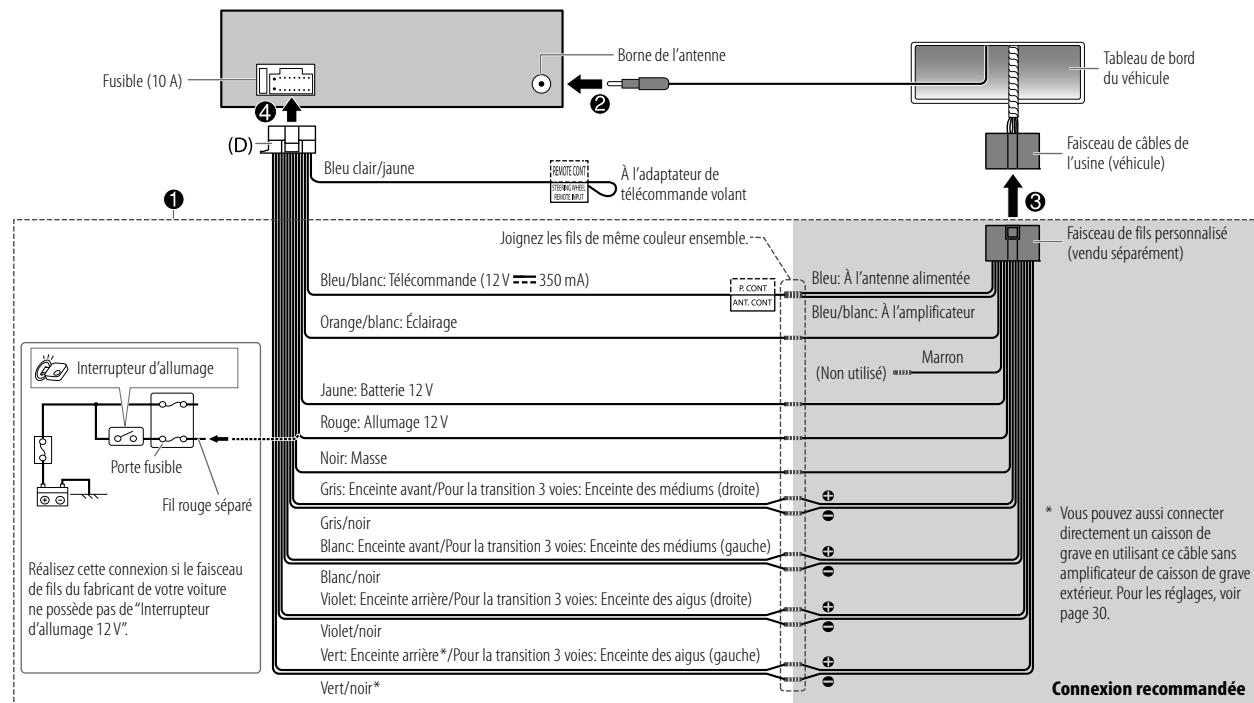 Fusible (10 A)
Borne de l'antenne
Tableau de bord
du véhicule
❹
❷
(D)
Bleu clair/jaune
REMOTE CONT
STEERING WHEEL
REMOTE INPUT
À l'adaptateur de
télécommande volant
Faisceau de câbles de
l'usine (véhicule)
❶
❸
Joignez les fils de même couleur ensemble.
Faisceau de fils personnalisé
(vendu séparément)
Bleu/blanc: Télécommande (12 V ⎓ 350 mA)
P. CONT
ANT. CONT
Bleu: À l'antenne alimentée
Bleu/blanc: À l'amplificateur
Orange/blanc: Éclairage
Marron
(Non utilisé)
Interrupteur d'allumage
Porte fusible
Fil rouge séparé
Réalisez cette connexion si le faisceau
de fils du fabricant de votre voiture
ne possède pas de "Interrupteur
d'allumage 12 V".
Jaune: Batterie 12 V
Rouge: Allumage 12 V
Noir: Masse
Gris: Enceinte avant/Pour la transition 3 voies: Enceinte des médiums (droite)
Gris/noir
Blanc: Enceinte avant/Pour la transition 3 voies: Enceinte des médiums (gauche)
Blanc/noir
Violet: Enceinte arrière/Pour la transition 3 voies: Enceinte des aigus (droite)
Violet/noir
Vert: Enceinte arrière*/Pour la transition 3 voies: Enceinte des aigus (gauche)
Vert/noir*
* Vous pouvez aussi connecter
directement un caisson de
grave en utilisant ce câble sans
amplificateur de caisson de grave
extérieur. Pour les réglages, voir
page 30.
Connexion recommandée